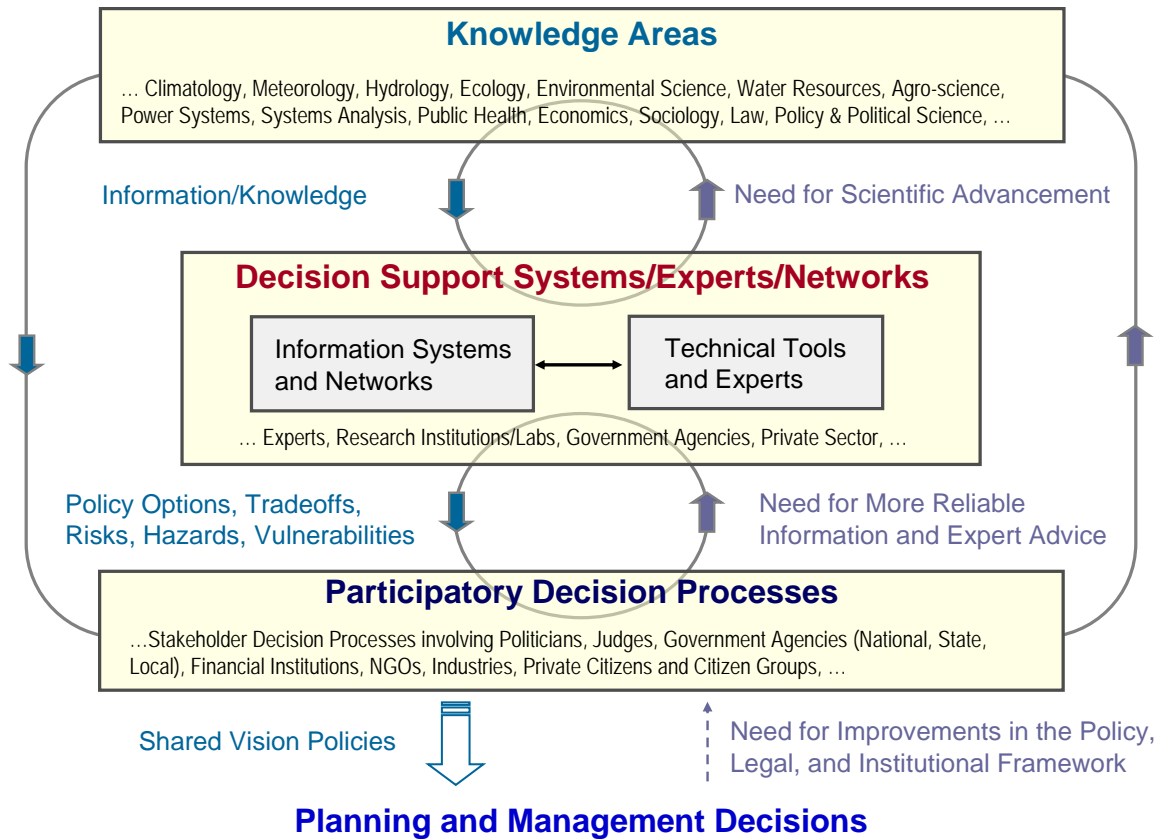 Knowledge Areas
… Climatology, Meteorology, Hydrology, Ecology, Environmental Science, Water Resources, Agro-science,
Power Systems, Systems Analysis, Public Health, Economics, Sociology, Law, Policy & Political Science, …
Information/Knowledge
Need for Scientific Advancement
Decision Support Systems/Experts/Networks
Information Systems
and Networks
Technical Tools
and Experts
… Experts, Research Institutions/Labs, Government Agencies, Private Sector, …
Policy Options, Tradeoffs,
Risks, Hazards, Vulnerabilities
Need for More Reliable
Information and Expert Advice
Participatory Decision Processes
…Stakeholder Decision Processes involving Politicians, Judges, Government Agencies (National, State,
Local), Financial Institutions, NGOs, Industries, Private Citizens and Citizen Groups, …
Shared Vision Policies
Need for Improvements in the Policy,
Legal, and Institutional Framework
Planning and Management Decisions